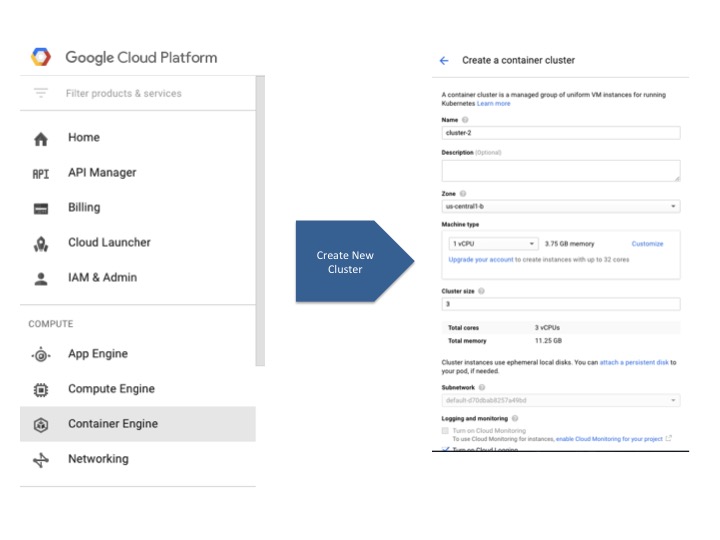 Google Cloud Platform
Filter products & services
Home
API Manager
Billing
Cloud Launcher
IAM & Admin
COMPUTE
App Engine
Compute Engine
Container Engine
Networking
Create New
Cluster
Create a container cluster
A container cluster is a managed group of uniform VM instances for running
Kubernetes Learn more
Name
cluster-2
Description (Optional)
Zone
us-central1-b
Machine type
1 vCPU 3.75 GB memory Customize
Upgrade your account to create instances with up to 32 cores
Cluster size
3
Total cores 3 vCPUs
Total memory 11.25 GB
Cluster instances use ephemeral local disks. You can attach a persistent disk to
your pod, if needed.
Subnetwork
default-d70dbab8257a49bd
Logging and monitoring
Turn on Cloud Monitoring
To use Cloud Monitoring for instances, enable Cloud Monitoring for your project
Turn on Cloud Logging